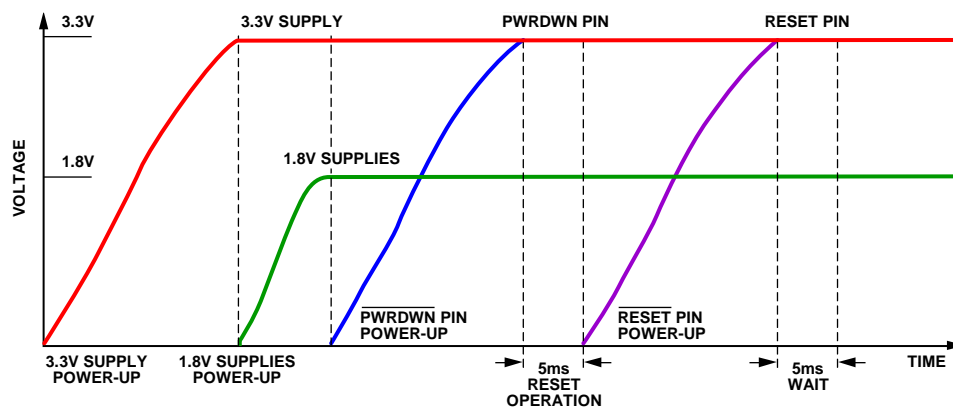 3.3V
3.3V SUPPLY
PWRDWN PIN
RESET PIN
1.8V
1.8V SUPPLIES
VOLTAGE
PWRDWN PIN
POWER-UP
RESET PIN
POWER-UP
3.3V SUPPLY
POWER-UP
1.8V SUPPLIES
POWER-UP
5ms
RESET
OPERATION
5ms
WAIT
TIME